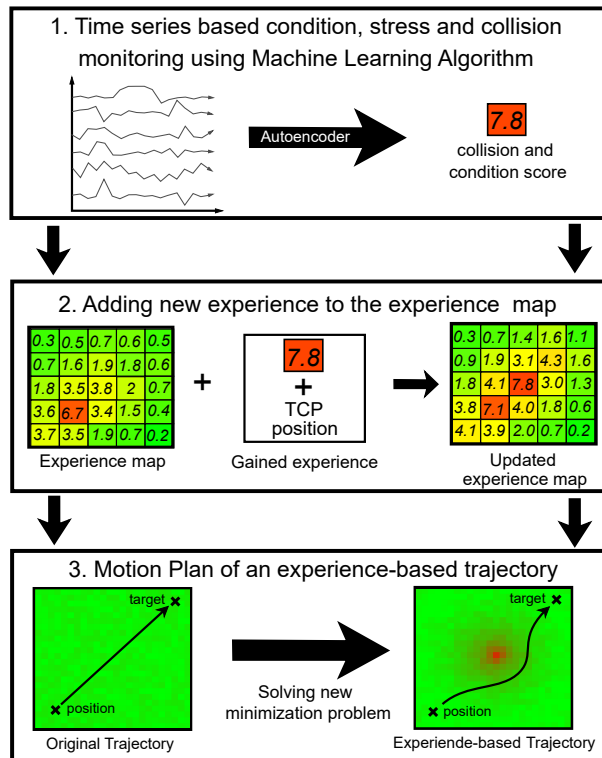 1. Time series based condition, stress and collision
monitoring using Machine Learning Algorithm
Autoencoder
7.8
collision and
condition score
2. Adding new experience to the experience map
0.3 0.5 0.7 0.6 0.5
0.7 1.6 1.9 1.8 0.6
1.8 3.5 3.8 2 0.7
3.6 6.7 3.4 1.5 0.4
3.7 3.5 1.9 0.7 0.2
Experience map
+
7.8
+
TCP
position
Gained experience
0.3 0.7 1.4 1.6 1.1
0.9 1.9 3.1 4.3 1.6
1.8 4.1 7.8 3.0 1.3
3.8 7.1 4.0 1.8 0.6
4.1 3.9 2.0 0.7 0.2
Updated
experience map
3. Motion Plan of an experience-based trajectory
target
position
Original Trajectory
Solving new
minimization problem
target
position
Experiende-based Trajectory